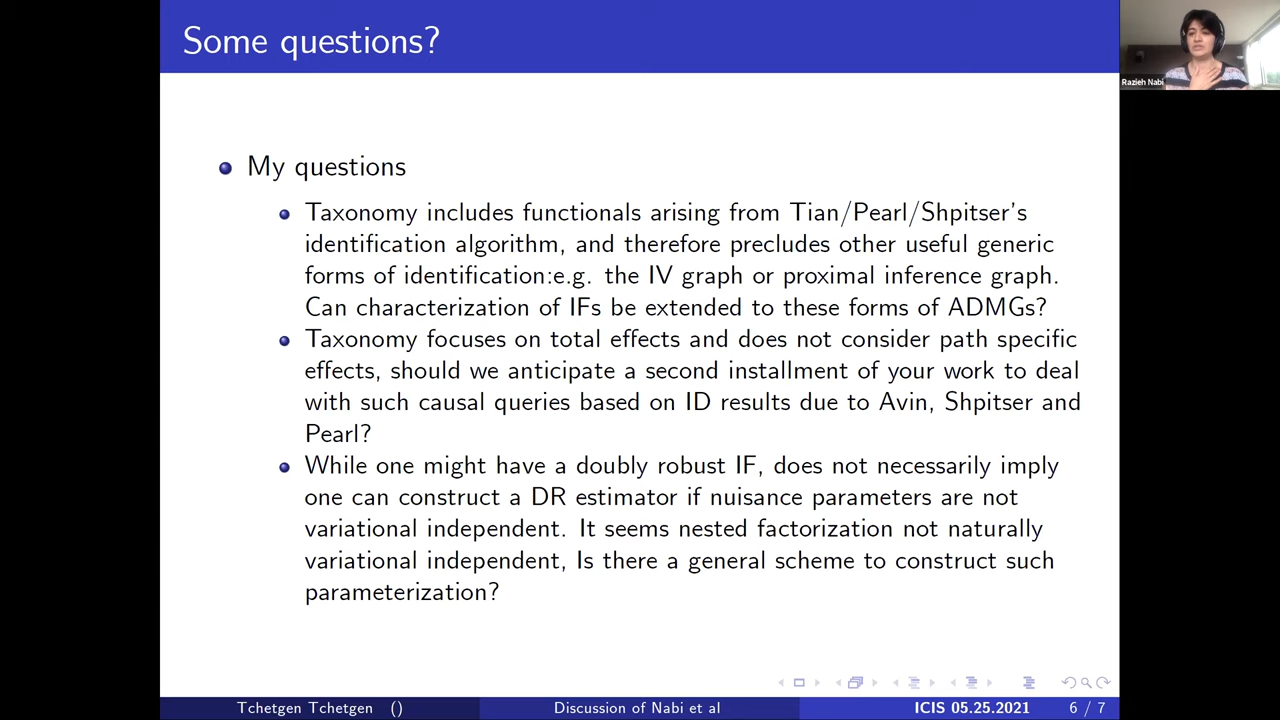 Some questions?
Razieh Nabi
My questions
Taxonomy includes functionals arising from Tian/Pearl/Shpitser's
identification algorithm, and therefore precludes other useful generic
forms of identification:e.g. the IV graph or proximal inference graph.
Can characterization of IFs be extended to these forms of ADMGs?
Taxonomy focuses on total effects and does not consider path specific
effects, should we anticipate a second installment of your work to deal
with such causal queries based on ID results due to Avin, Shpitser and
Pearl?
While one might have a doubly robust IF, does not necessarily imply
one can construct a DR estimator if nuisance parameters are not
variational independent. It seems nested factorization not naturally
variational independent, Is there a general scheme to construct such
parameterization?
Tchetgen Tchetgen () Discussion of Nabi et al ICIS 05.25.2021 6 / 7